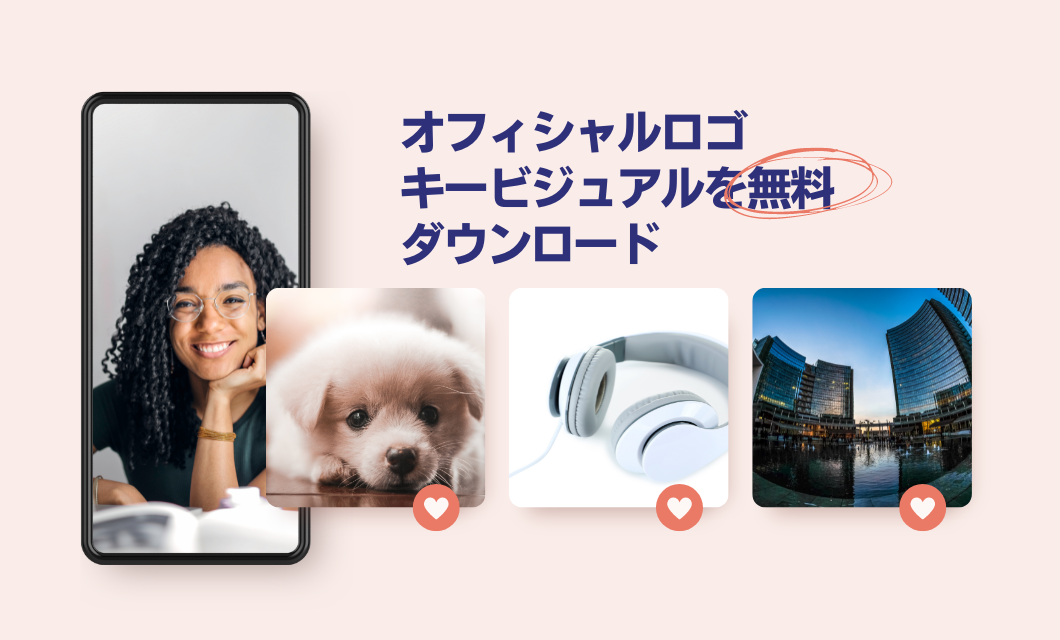 オフィシャルロゴ
キービジュアルを無料
ダウンロード